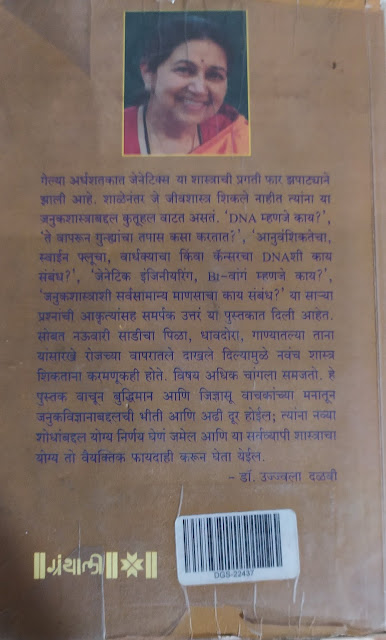 गेल्या अर्धशतकात जेनेटिक्स या शास्त्राची प्रगती फार झपाट्याने
झाली आहे. शाळेनंतर जे जीवशास्त्र शिकले नाहीत त्यांना या
जनुकशास्त्राबद्दल कुतूहल वाटत असतं. 'DNA म्हणजे काय?',
'ते वापरून गुन्ह्यांचा तपास कसा करतात?', 'आनुवंशिकतेचा,
स्वाईन फ्लूचा, वार्धक्याचा किंवा कॅन्सरचा DNAशी काय
संबंध?', 'जेनेटिक इंजिनीयरिंग, Bt-वांगं म्हणजे काय?',
'जनुकशास्त्राशी सर्वसामान्य माणसाचा काय संबंध?' या साऱ्या
प्रश्नाची आकृत्यांसह समर्पक उत्तरं या पुस्तकात दिली आहेत.
सोबत नऊवारी साडीचा पिळा, धावदोरा, गाण्यातल्या ताना
यांसारखे रोजच्या वापरातले दाखले दिल्यामुळे नवंच शास्त्र
शिकताना करमणूकही होते. विषय अधिक चांगला समजतो. हे
पुस्तक वाचून बुद्धिमान आणि जिज्ञासू वाचकांच्या मनातून
जनुकविज्ञानाबद्दलची भीती आणि अढी दूर होईल; त्यांना नव्या
शोधांबद्दल योग्य निर्णय घेणं जमेल आणि या सर्वव्यापी शास्त्राचा
योग्य तो वैयक्तिक फायदाही करून घेता येईल.
- डॉ. उज्ज्वला दळवी
DGS-22437
ग्रंथाली